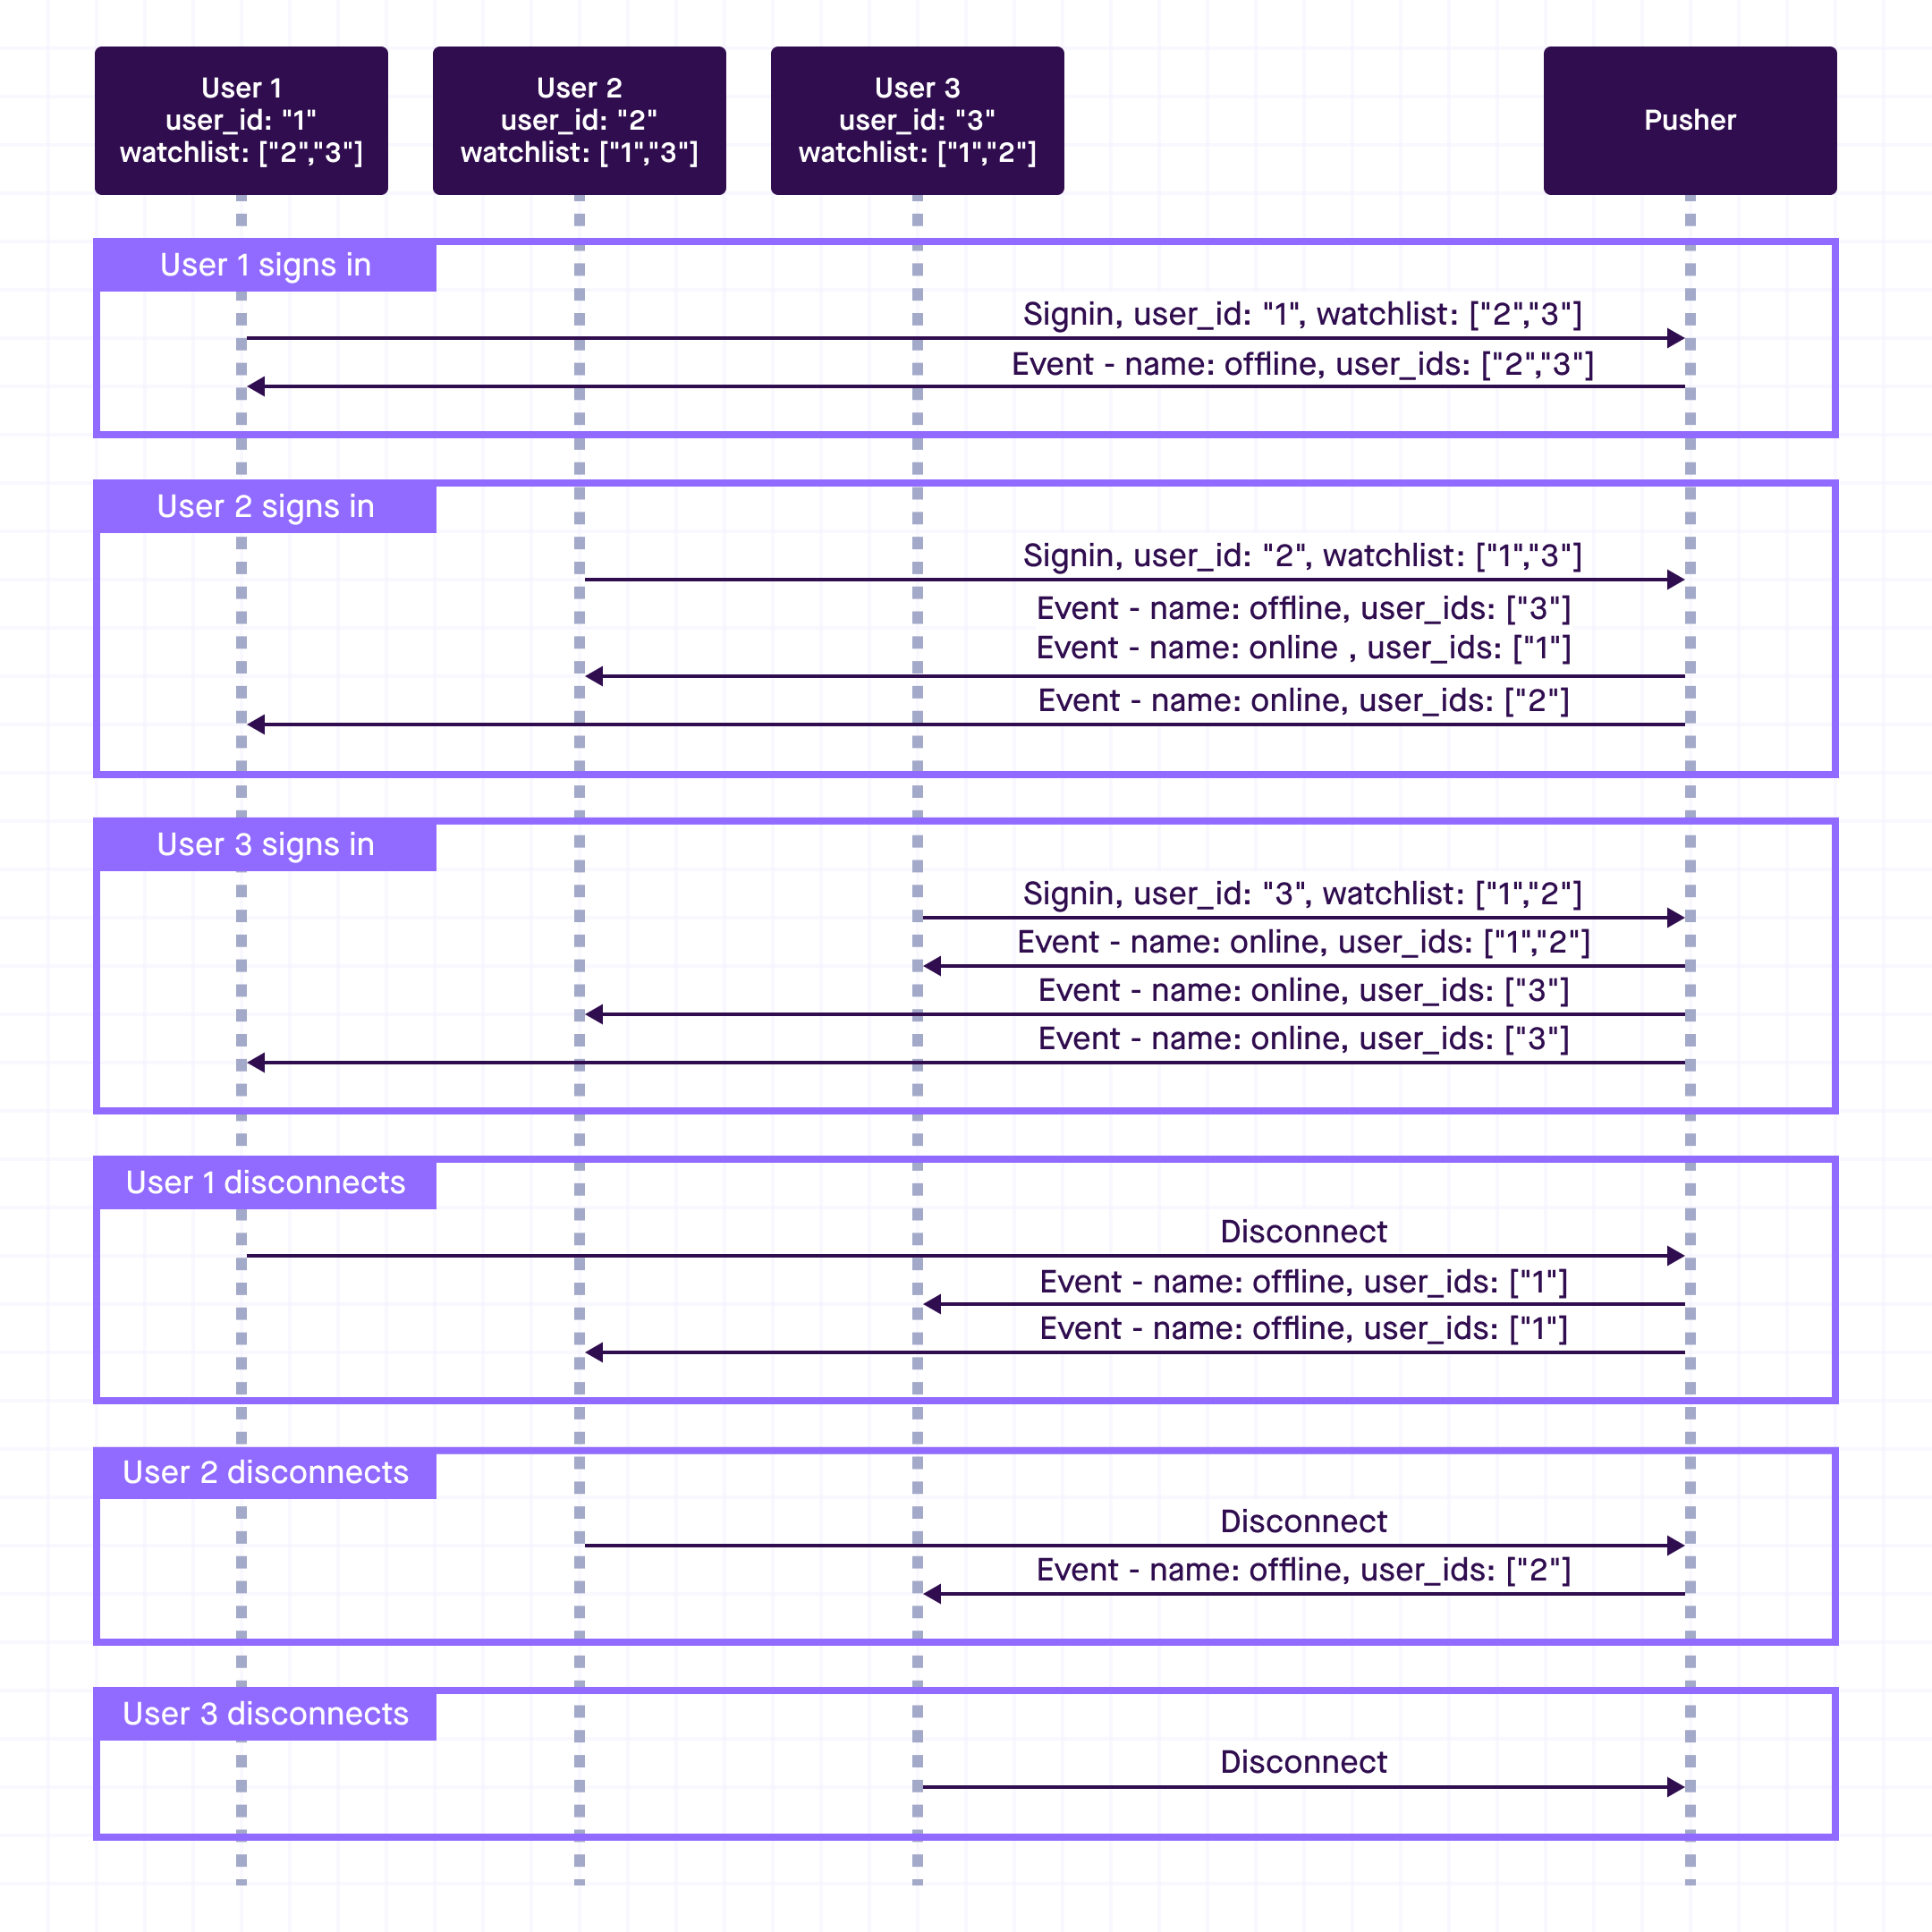 User 1
user_id: "1"
watchlist: ["2","3"]
User 2
user_id: "2"
watchlist: ["1","3"]
User 3
user_id: "3"
watchlist: ["1","2"]
Pusher
User 1 signs in
Signin, user_id: "1", watchlist: ["2","3"]
Event - name: offline, user_ids: ["2","3"]
User 2 signs in
Signin, user_id: "2", watchlist: ["1","3"]
Event - name: offline, user_ids: ["3"]
Event - name: online , user_ids: ["1"]
Event - name: online, user_ids: ["2"]
User 3 signs in
Signin, user_id: "3", watchlist: ["1","2"]
Event - name: online, user_ids: ["1","2"]
Event - name: online, user_ids: ["3"]
Event - name: online, user_ids: ["3"]
User 1 disconnects
Disconnect
Event - name: offline, user_ids: ["1"]
Event - name: offline, user_ids: ["1"]
User 2 disconnects
Disconnect
Event - name: offline, user_ids: ["2"]
User 3 disconnects
Disconnect